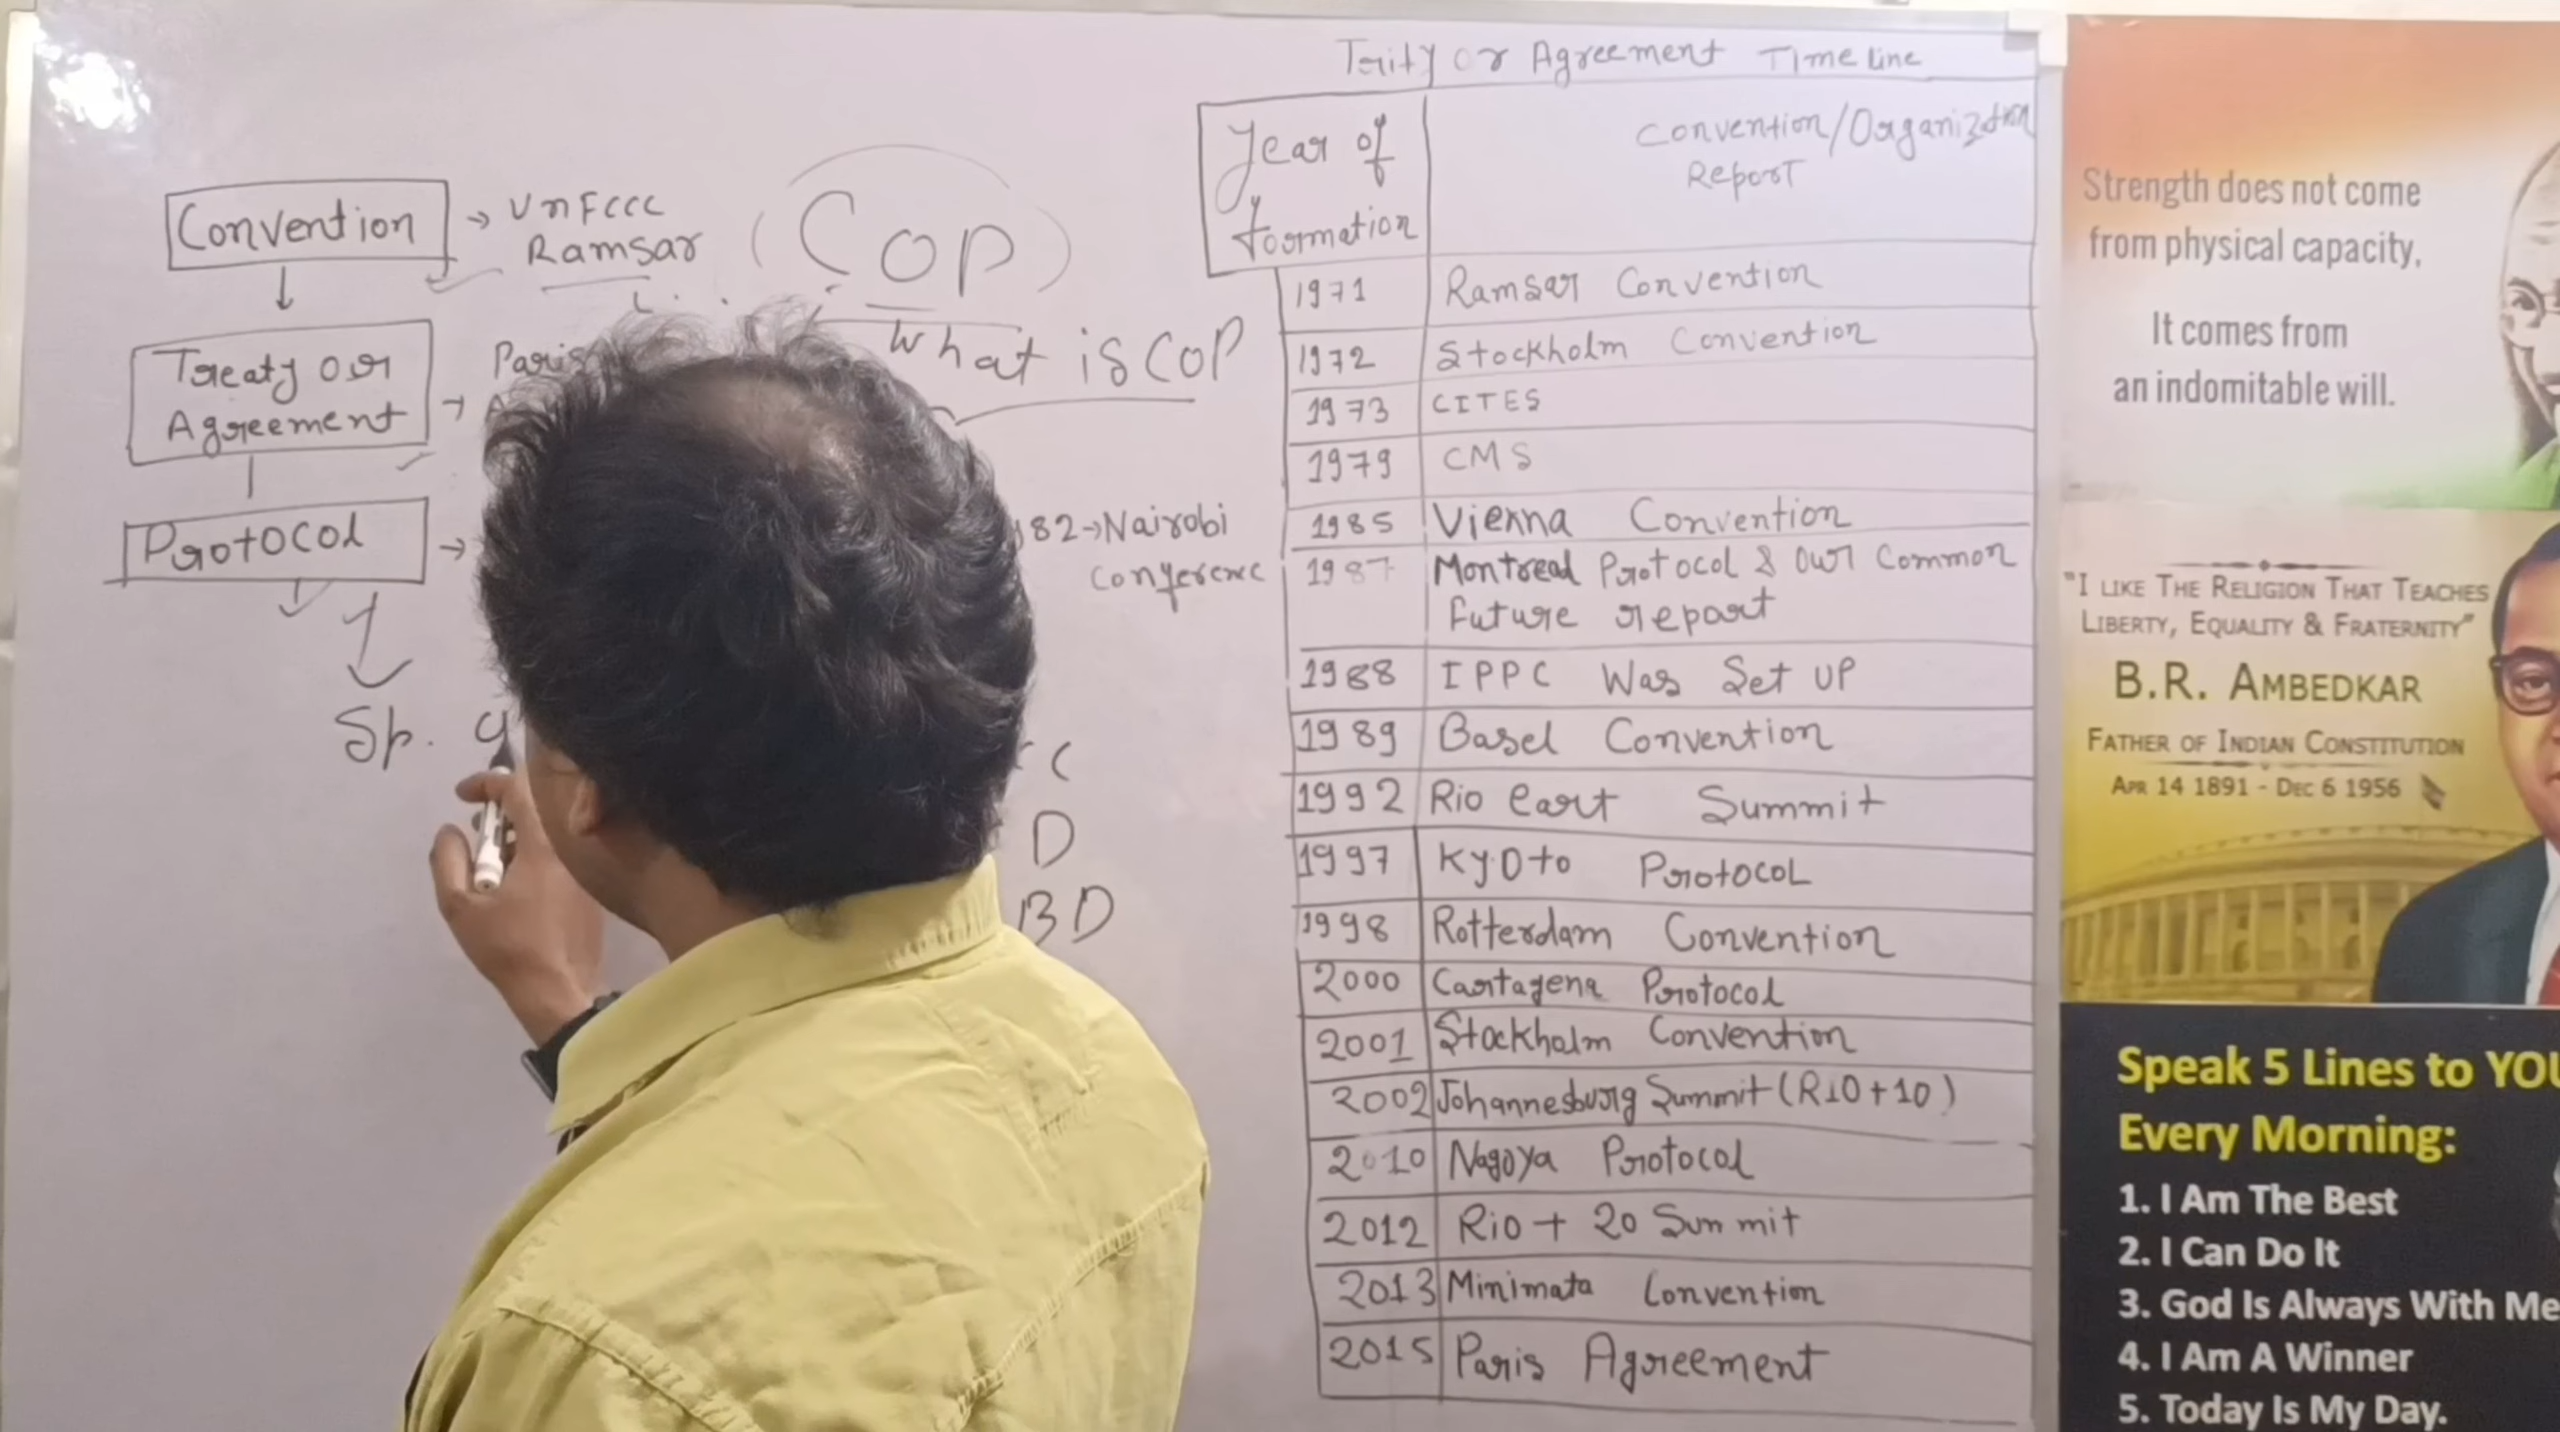 Convention → UnFCCC
Ramsar
Treaty or
Agreement →
Paris
Protocol →
Sp.
(COP)
What is COP
82→Nairobi
Conference
C
D
BD
Trity or Agreement Time line
Year of
formation
Convention/Organization
Report
1971 Ramsar Convention
1972 Stockholm Convention
1973 CITES
1979 CMS
1985 Vienna Convention
1987 Montreal Protocol & Our Common
Future report
1988 IPPC Was Set UP
1989 Basel Convention
1992 Rio eart Summit
1997 Kyoto Protocol
1998 Rotterdam Convention
2000 Cartagena Protocol
2001 Stockholm Convention
2002 Johannesburg Summit (RIO+10)
2010 Nagoya Protocol
2012 Rio + 20 Summit
2013 Minimata Convention
2015 Paris Agreement
Strength does not come
from physical capacity,
It comes from
an indomitable will.
"I LIKE THE RELIGION THAT TEACHES
LIBERTY, EQUALITY & FRATERNITY"
B.R. AMBEDKAR
FATHER OF INDIAN CONSTITUTION
APR 14 1891 - DEC 6 1956
Speak 5 Lines to YOU
Every Morning:
1. I Am The Best
2. I Can Do It
3. God Is Always With Me
4. I Am A Winner
5. Today Is My Day.